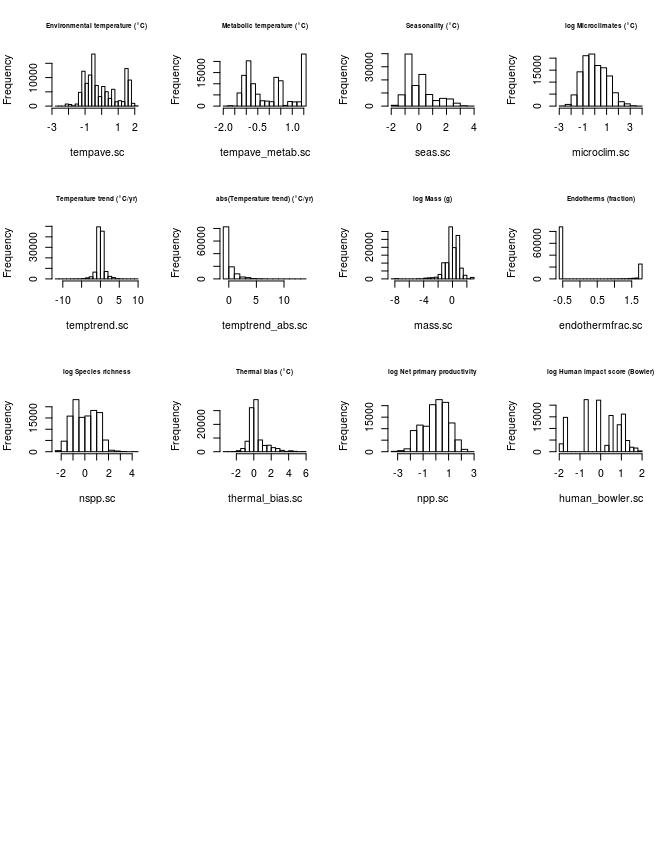 Environmental temperature (°C)
Frequency
0 10000
-3 -1 1 2
tempave.sc
Metabolic temperature (°C)
Frequency
0 15000
-2.0 -0.5 1.0
tempave_metab.sc
Seasonality (°C)
Frequency
0 30000
-2 0 2 4
seas.sc
log Microclimates (°C)
Frequency
0 15000
-3 -1 1 3
microclim.sc
Temperature trend (°C/yr)
Frequency
0 30000
-10 0 5 10
temptrend.sc
abs(Temperature trend) (°C/yr)
Frequency
0 60000
0 5 10
temptrend_abs.sc
log Mass (g)
Frequency
0 20000
-8 -4 0
mass.sc
Endotherms (fraction)
Frequency
0 60000
-0.5 0.5 1.5
endothermfrac.sc
log Species richness
Frequency
0 15000
-2 0 2 4
nspp.sc
Thermal bias (°C)
Frequency
0 20000
-2 0 2 4 6
thermal_bias.sc
log Net primary productivity
Frequency
0 15000
-3 -1 1 3
npp.sc
log Human impact score (Bowler)
Frequency
0 15000
-2 -1 0 1 2
human_bowler.sc